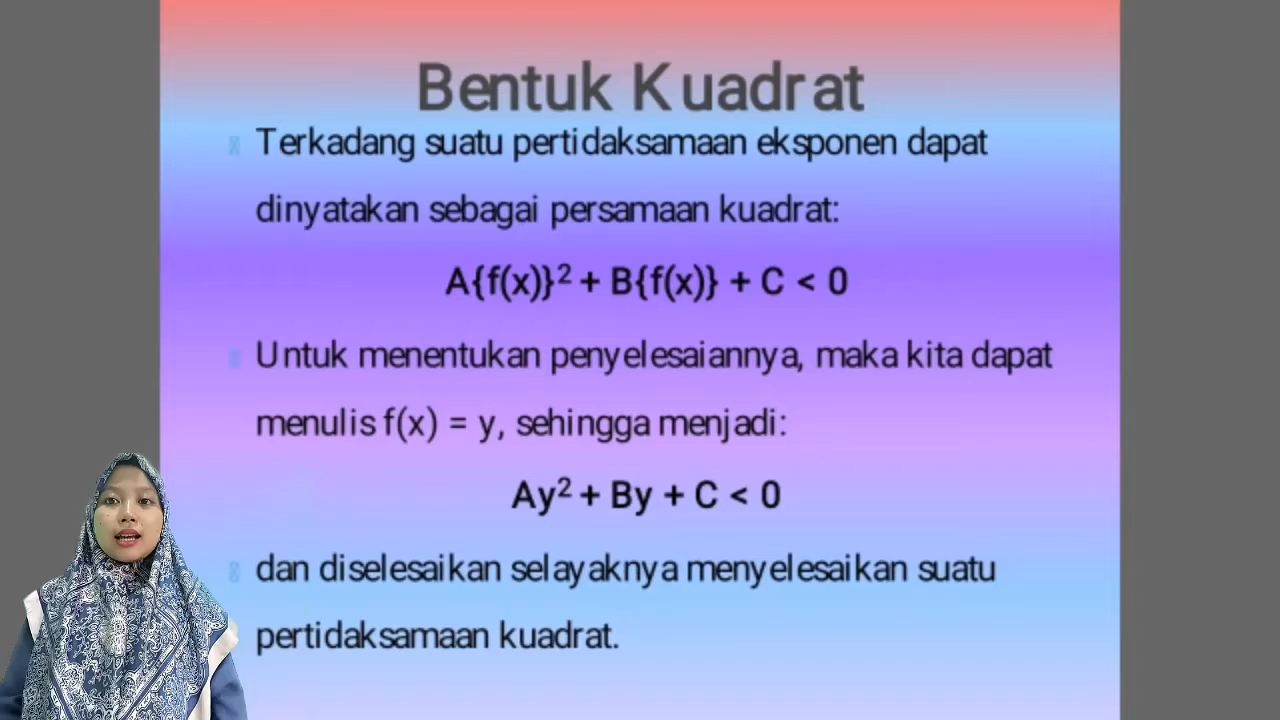 Bentuk Kuadrat
Terkadang suatu pertidaksamaan eksponen dapat
dinyatakan sebagai persamaan kuadrat:
A{f(x)}² + B{f(x)} + C < 0
Untuk menentukan penyelesaiannya, maka kita dapat
menulis f(x) = y, sehingga menjadi:
Ay² + By + C < 0
dan diselesaikan selayaknya menyelesaikan suatu
pertidaksamaan kuadrat.